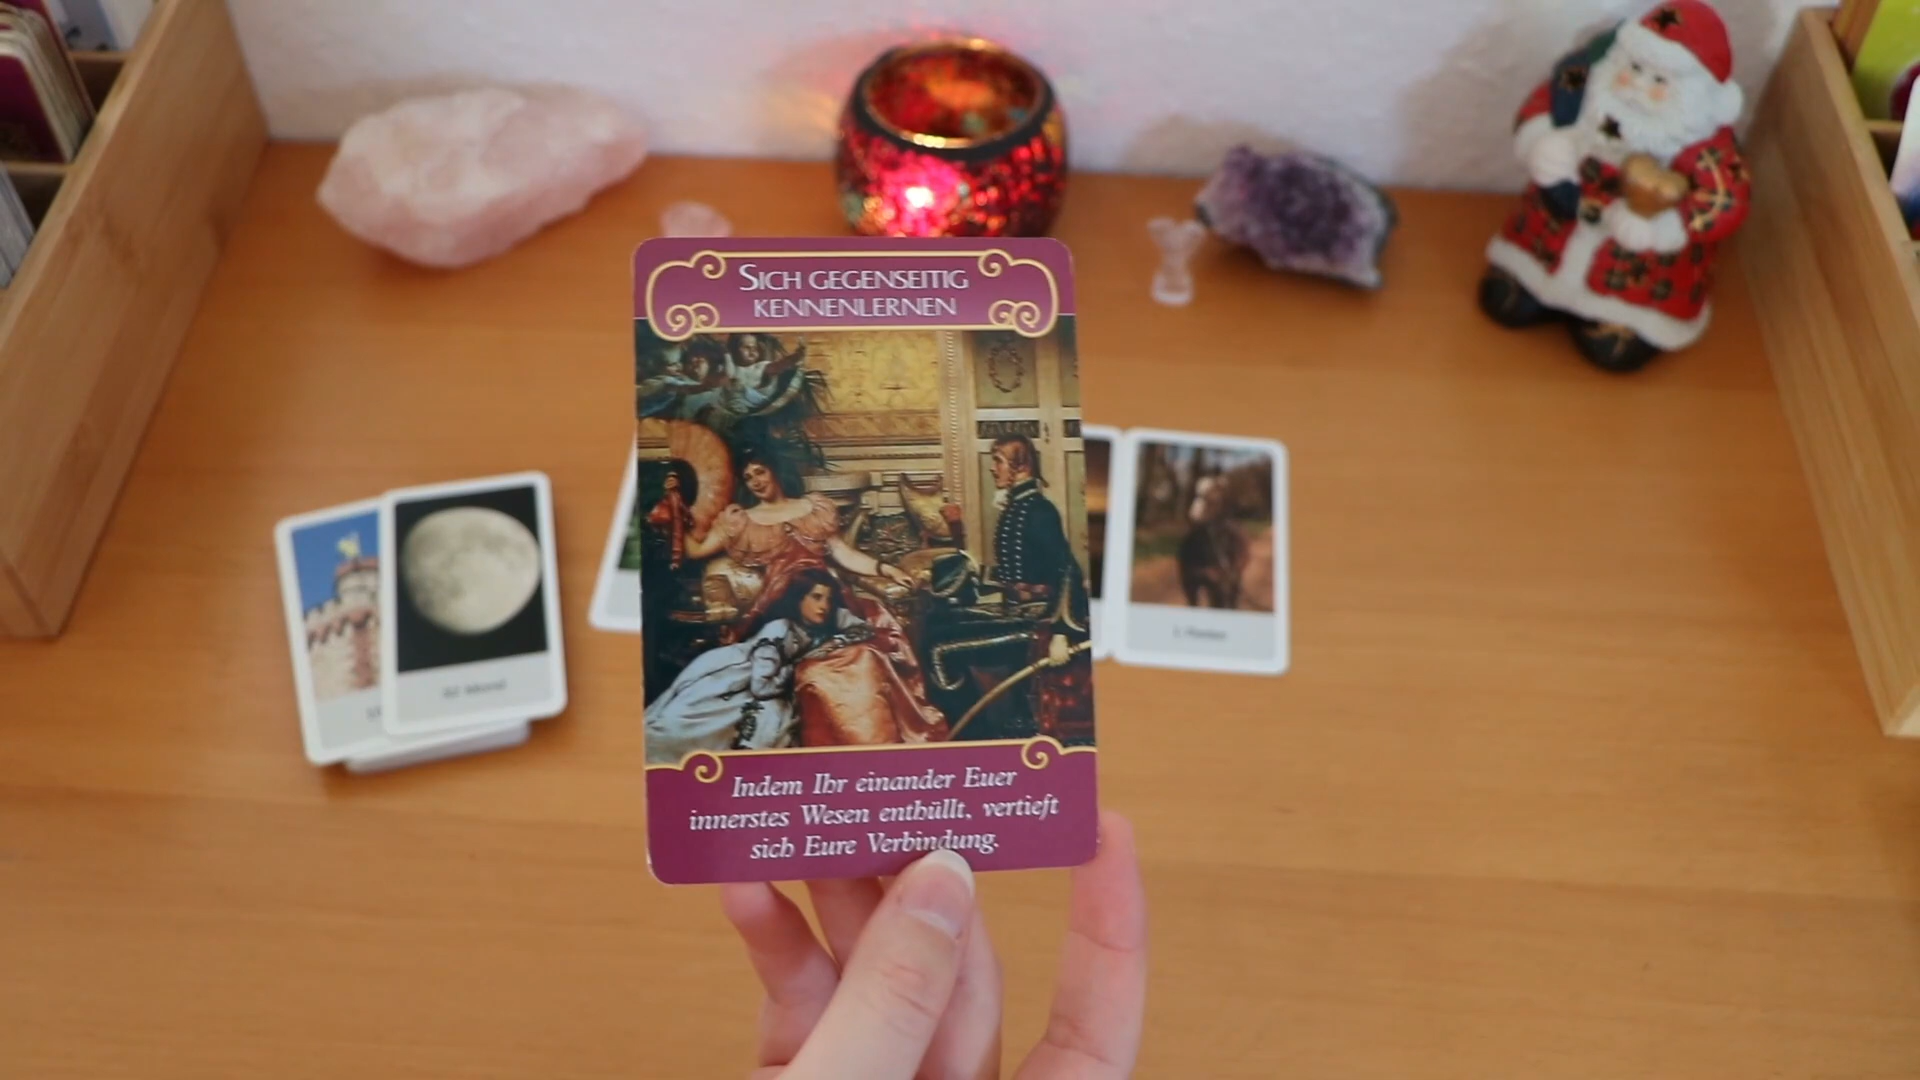 SICH GEGENSEITIG
KENNENLERNEN
Indem Ihr einander Euer
innerstes Wesen enthüllt, vertieft
sich Eure Verbindung.